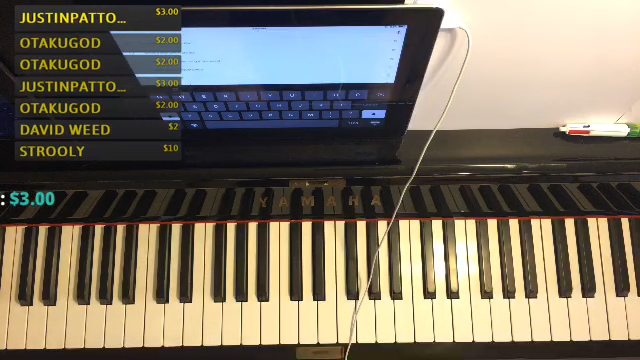 JUSTINPATTO... $3.00
OTAKUGOD $2.00
OTAKUGOD $2.00
JUSTINPATTO... $3.00
OTAKUGOD $2.00
DAVID WEED $2
STROOLY $10
: $3.00
YAMAHA